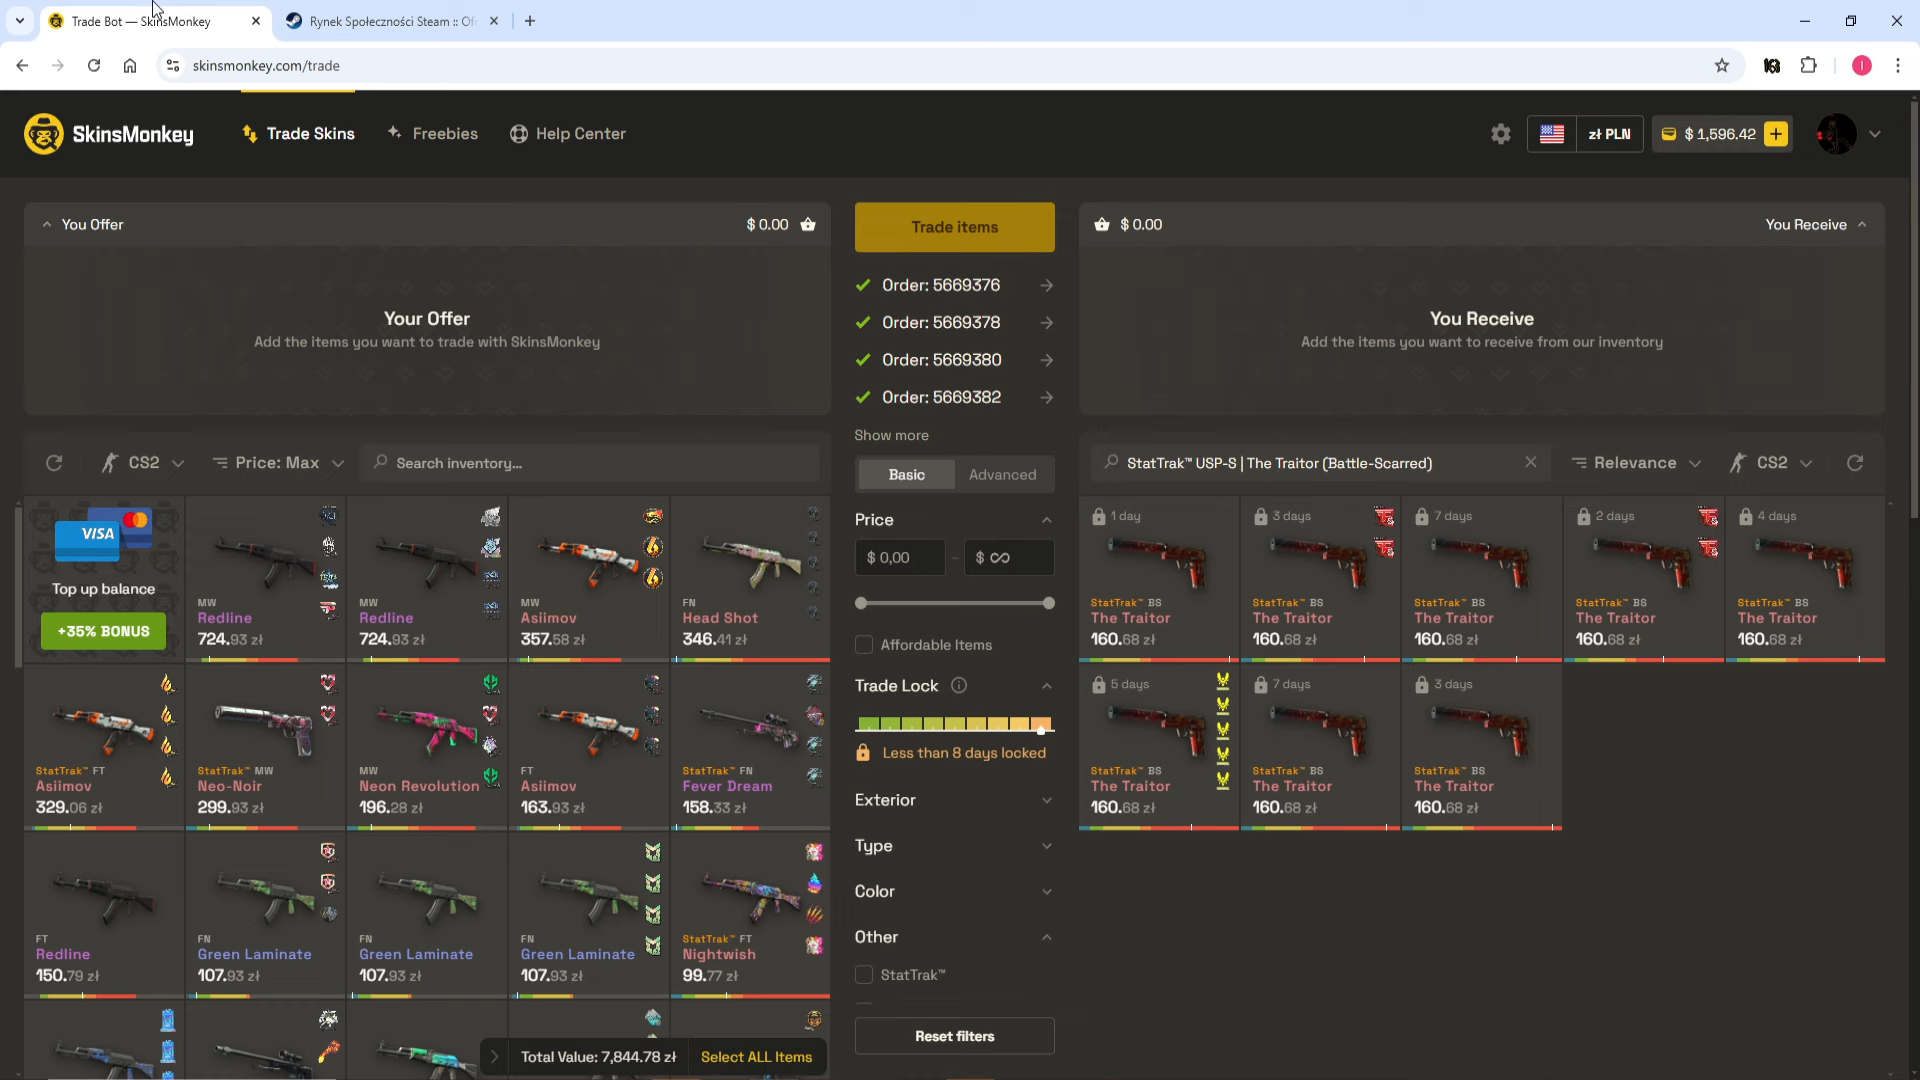 Trade Bot — SkinsMonkey
Rynek Społeczności Steam :: Of
skinsmonkey.com/trade
SkinsMonkey
Trade Skins
Freebies
Help Center
zł PLN
$ 1,596.42
You Offer
$ 0.00
Your Offer
Add the items you want to trade with SkinsMonkey
Trade items
Order: 5669376
Order: 5669378
Order: 5669380
Order: 5669382
Show more
$ 0.00
You Receive
You Receive
Add the items you want to receive from our inventory
CS2
Price: Max
Search inventory...
VISA
Top up balance
+35% BONUS
MW
Redline
724.93 zł
MW
Redline
724.93 zł
MW
Asiimov
357.58 zł
FN
Head Shot
346.41 zł
StatTrak™ FT
Asiimov
329.06 zł
StatTrak™ MW
Neo-Noir
299.93 zł
MW
Neon Revolution
196.28 zł
FT
Asiimov
163.93 zł
StatTrak™ FN
Fever Dream
158.33 zł
FT
Redline
150.79 zł
FN
Green Laminate
107.93 zł
FN
Green Laminate
107.93 zł
FN
Green Laminate
107.93 zł
StatTrak™ FT
Nightwish
99.77 zł
Total Value: 7,844.78 zł
Select ALL Items
Basic
Advanced
Price
$ 0,00
-
$ ∞
Affordable Items
Trade Lock
Less than 8 days locked
Exterior
Type
Color
Other
StatTrak™
Reset filters
StatTrak™ USP-S | The Traitor (Battle-Scarred)
Relevance
CS2
1 day
StatTrak™ BS
The Traitor
160.68 zł
3 days
StatTrak™ BS
The Traitor
160.68 zł
7 days
StatTrak™ BS
The Traitor
160.68 zł
2 days
StatTrak™ BS
The Traitor
160.68 zł
4 days
StatTrak™ BS
The Traitor
160.68 zł
5 days
StatTrak™ BS
The Traitor
160.68 zł
7 days
StatTrak™ BS
The Traitor
160.68 zł
3 days
StatTrak™ BS
The Traitor
160.68 zł